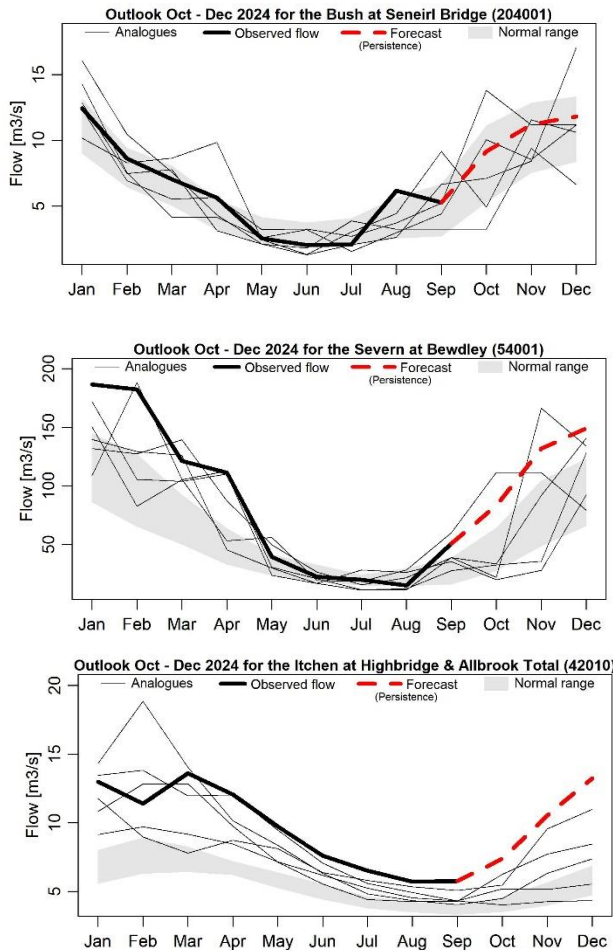 Outlook Oct - Dec 2024 for the Bush at Seneirl Bridge (204001)
Analogues Observed flow Forecast Normal range
(Persistence)
Flow [m3/s]
15
10
5
Jan Feb Mar Apr May Jun Jul Aug Sep Oct Nov Dec
Outlook Oct - Dec 2024 for the Severn at Bewdley (54001)
Analogues Observed flow Forecast Normal range
(Persistence)
Flow [m3/s]
200
150
100
50
Jan Feb Mar Apr May Jun Jul Aug Sep Oct Nov Dec
Outlook Oct - Dec 2024 for the Itchen at Highbridge & Allbrook Total (42010)
Analogues Observed flow Forecast Normal range
(Persistence)
Flow [m3/s]
20
15
10
5
Jan Feb Mar Apr May Jun Jul Aug Sep Oct Nov Dec